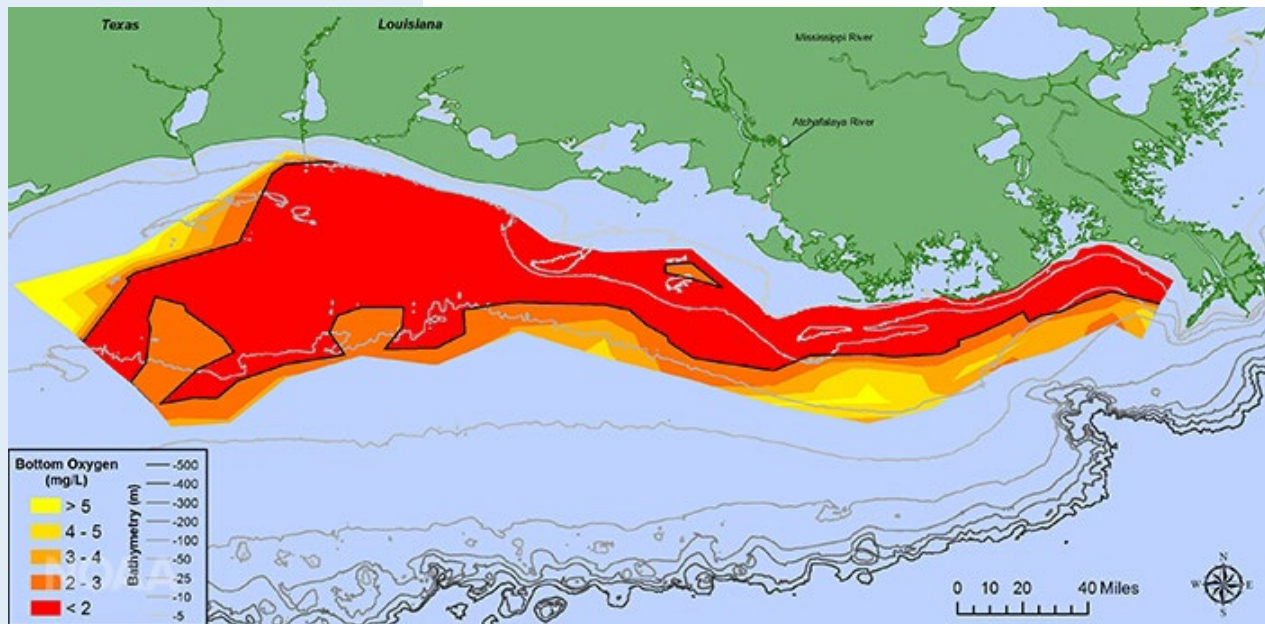 Texas
Louisiana
Mississippi River
Atchafalaya River
Bottom Oxygen
(mg/L)
> 5
4 - 5
3 - 4
2 - 3
< 2
Bathymetry (m)
-500
-400
-300
-200
-100
-50
-25
-10
-5
NOAA
0 10 20 40 Miles
N
W E
S